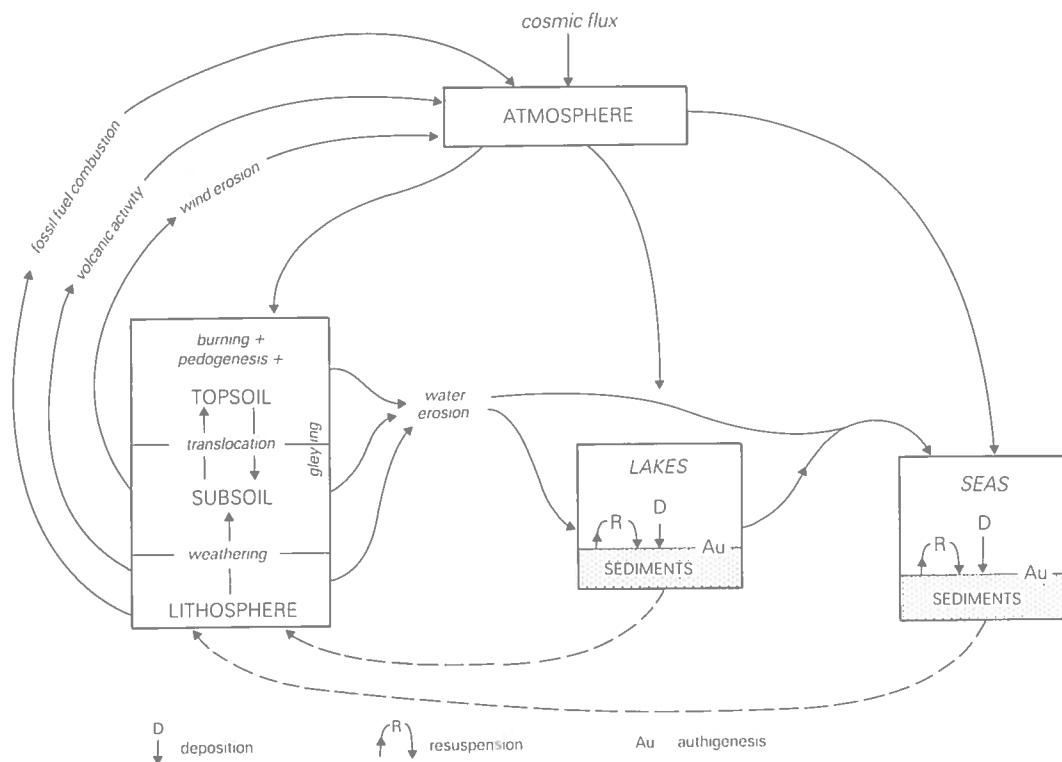 cosmic flux
ATMOSPHERE
fossil fuel combustion
volcanic activity
wind erosion
burning +
pedogenesis +
TOPSOIL
translocation
gleying
SUBSOIL
weathering
LITHOSPHERE
water
erosion
LAKES
D
R
Au
SEDIMENTS
SEAS
D
R
Au
SEDIMENTS
D deposition
R resuspension
Au authigenesis